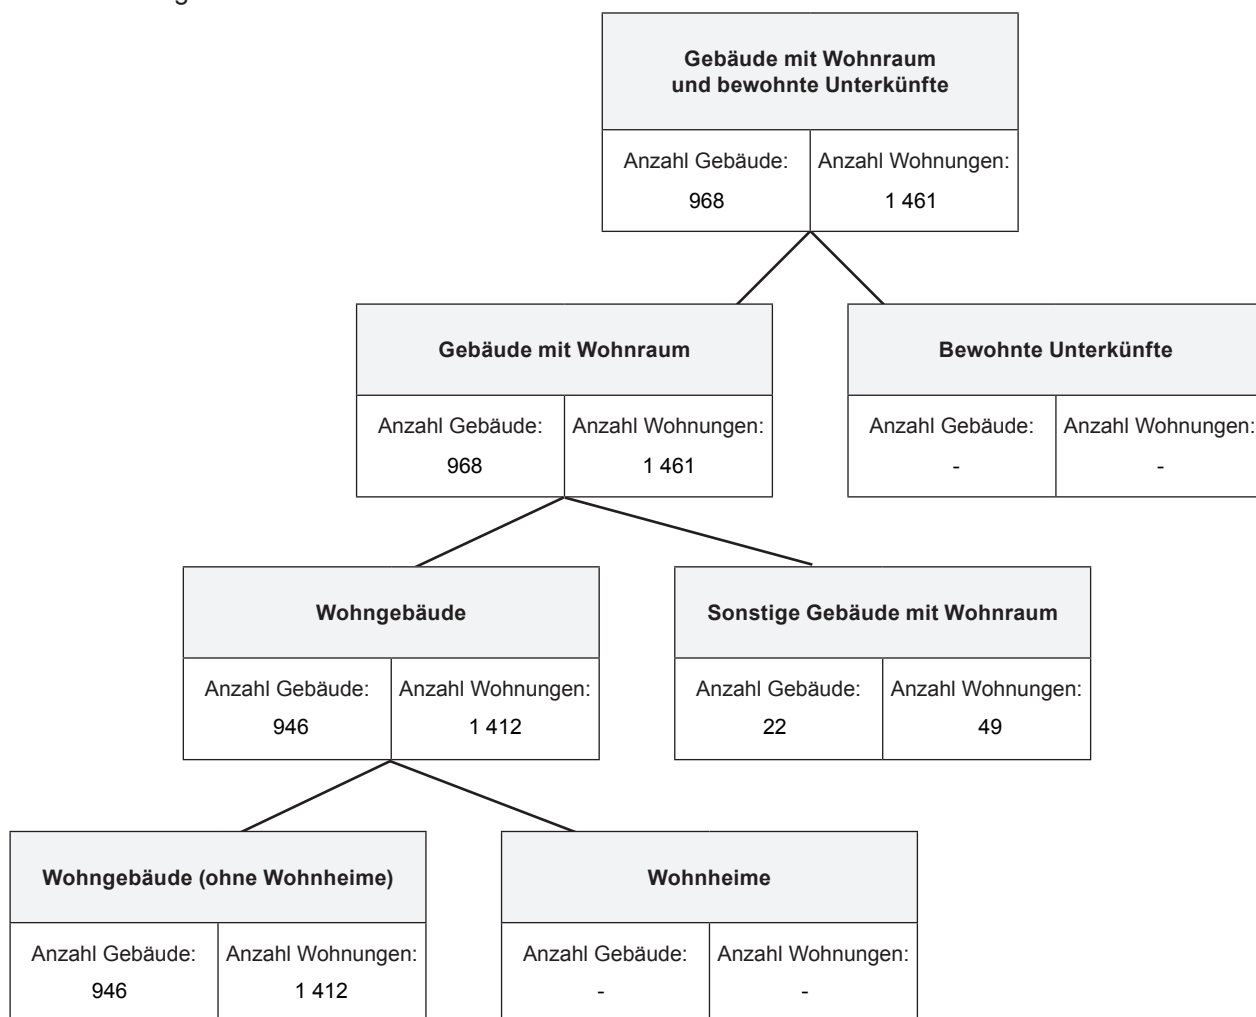 Gebäude mit Wohnraum
und bewohnte Unterkünfte
Anzahl Gebäude: Anzahl Wohnungen:
968 1 461
Gebäude mit Wohnraum
Anzahl Gebäude: Anzahl Wohnungen:
968 1 461
Bewohnte Unterkünfte
Anzahl Gebäude: Anzahl Wohnungen:
- -
Wohngebäude
Anzahl Gebäude: Anzahl Wohnungen:
946 1 412
Sonstige Gebäude mit Wohnraum
Anzahl Gebäude: Anzahl Wohnungen:
22 49
Wohngebäude (ohne Wohnheime)
Anzahl Gebäude: Anzahl Wohnungen:
946 1 412
Wohnheime
Anzahl Gebäude: Anzahl Wohnungen:
- -